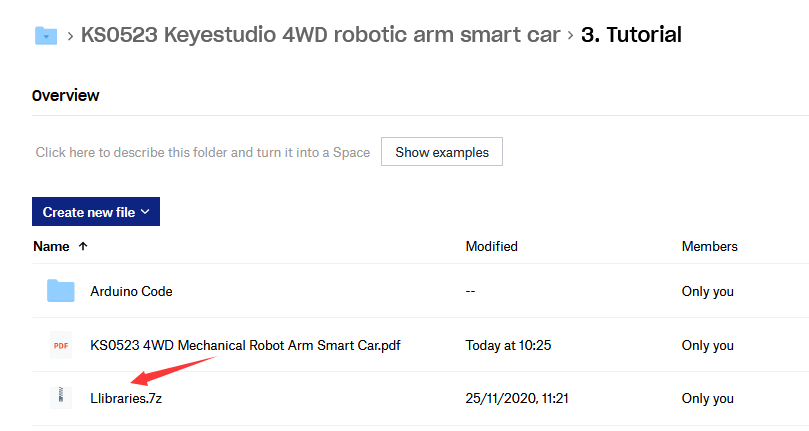 > KS0523 Keyestudio 4WD robotic arm smart car > 3. Tutorial
Overview
Click here to describe this folder and turn it into a Space Show examples
Create new file
Name ↑ Modified Members
Arduino Code -- Only you
PDF KS0523 4WD Mechanical Robot Arm Smart Car.pdf Today at 10:25 Only you
Llibraries.7z 25/11/2020, 11:21 Only you